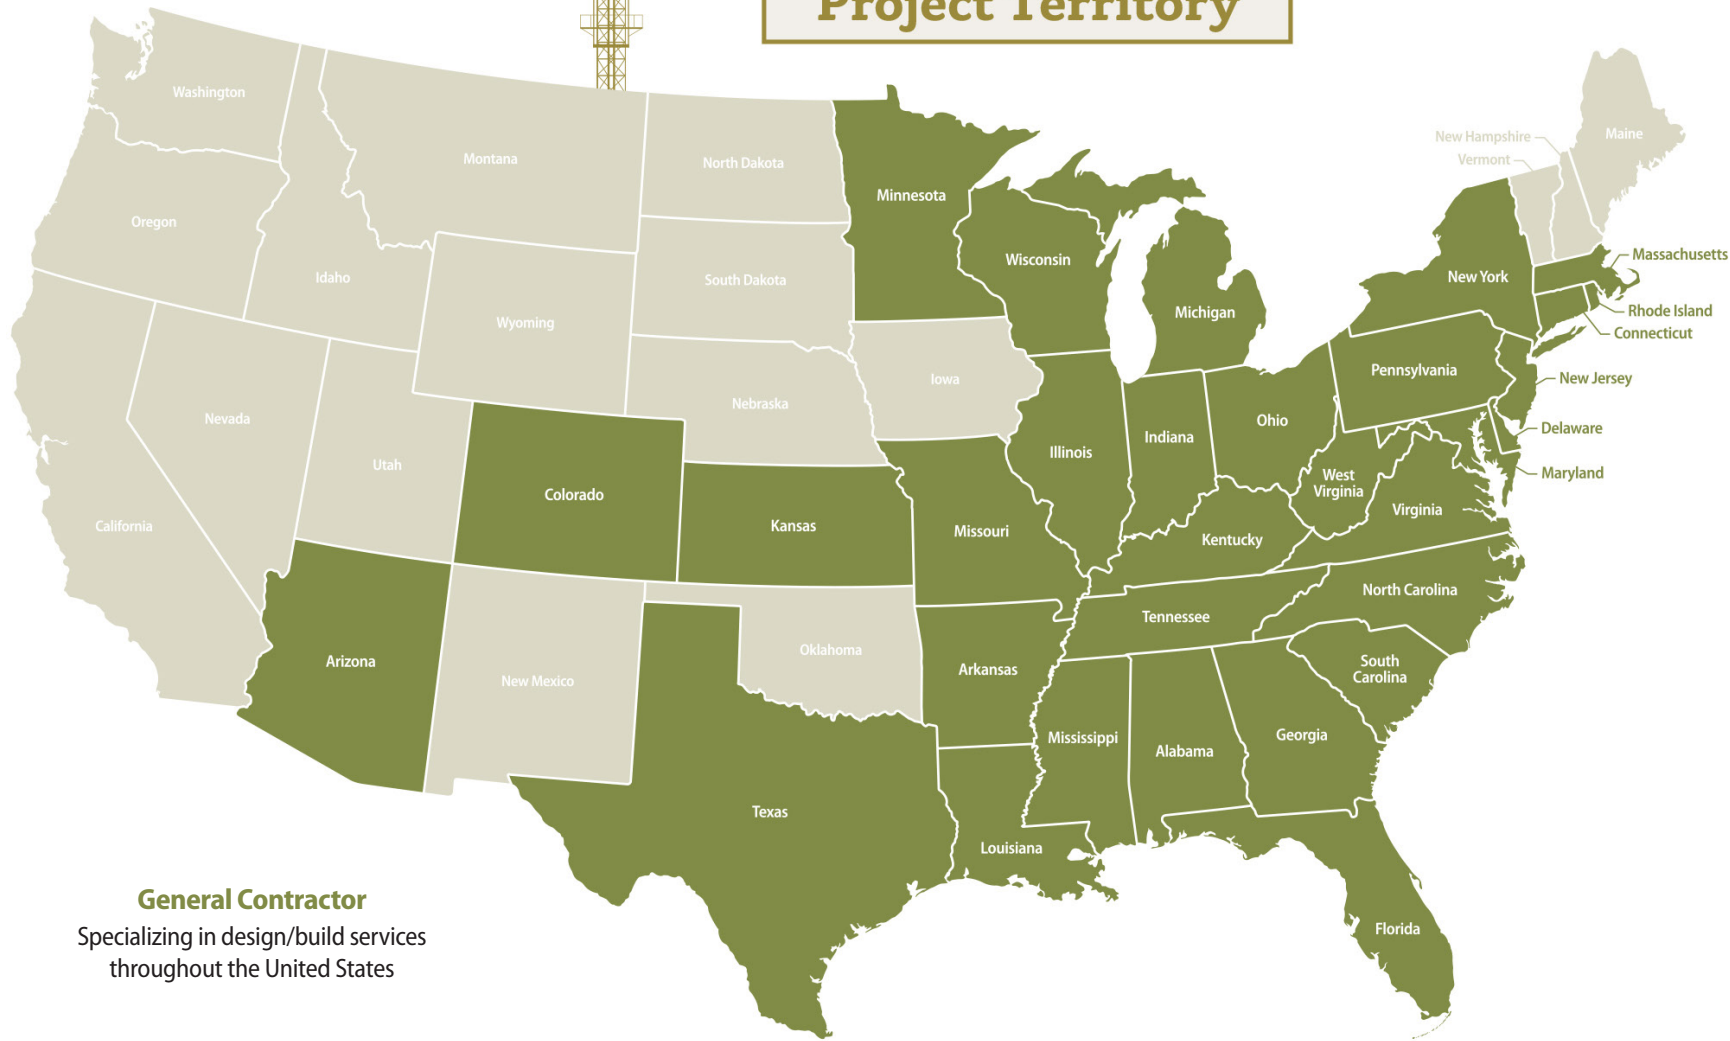 Project Territory
Washington
Montana
North Dakota
Minnesota
New Hampshire
Maine
Vermont
Oregon
Idaho
Wyoming
South Dakota
Wisconsin
Michigan
New York
Massachusetts
Rhode Island
Connecticut
Nevada
Utah
Nebraska
Iowa
Illinois
Indiana
Ohio
Pennsylvania
New Jersey
Delaware
Maryland
California
Colorado
Kansas
Missouri
Kentucky
West
Virginia
Virginia
Arizona
New Mexico
Oklahoma
Arkansas
Tennessee
North Carolina
South
Carolina
Texas
Louisiana
Mississippi
Alabama
Georgia
Florida
General Contractor
Specializing in design/build services
throughout the United States